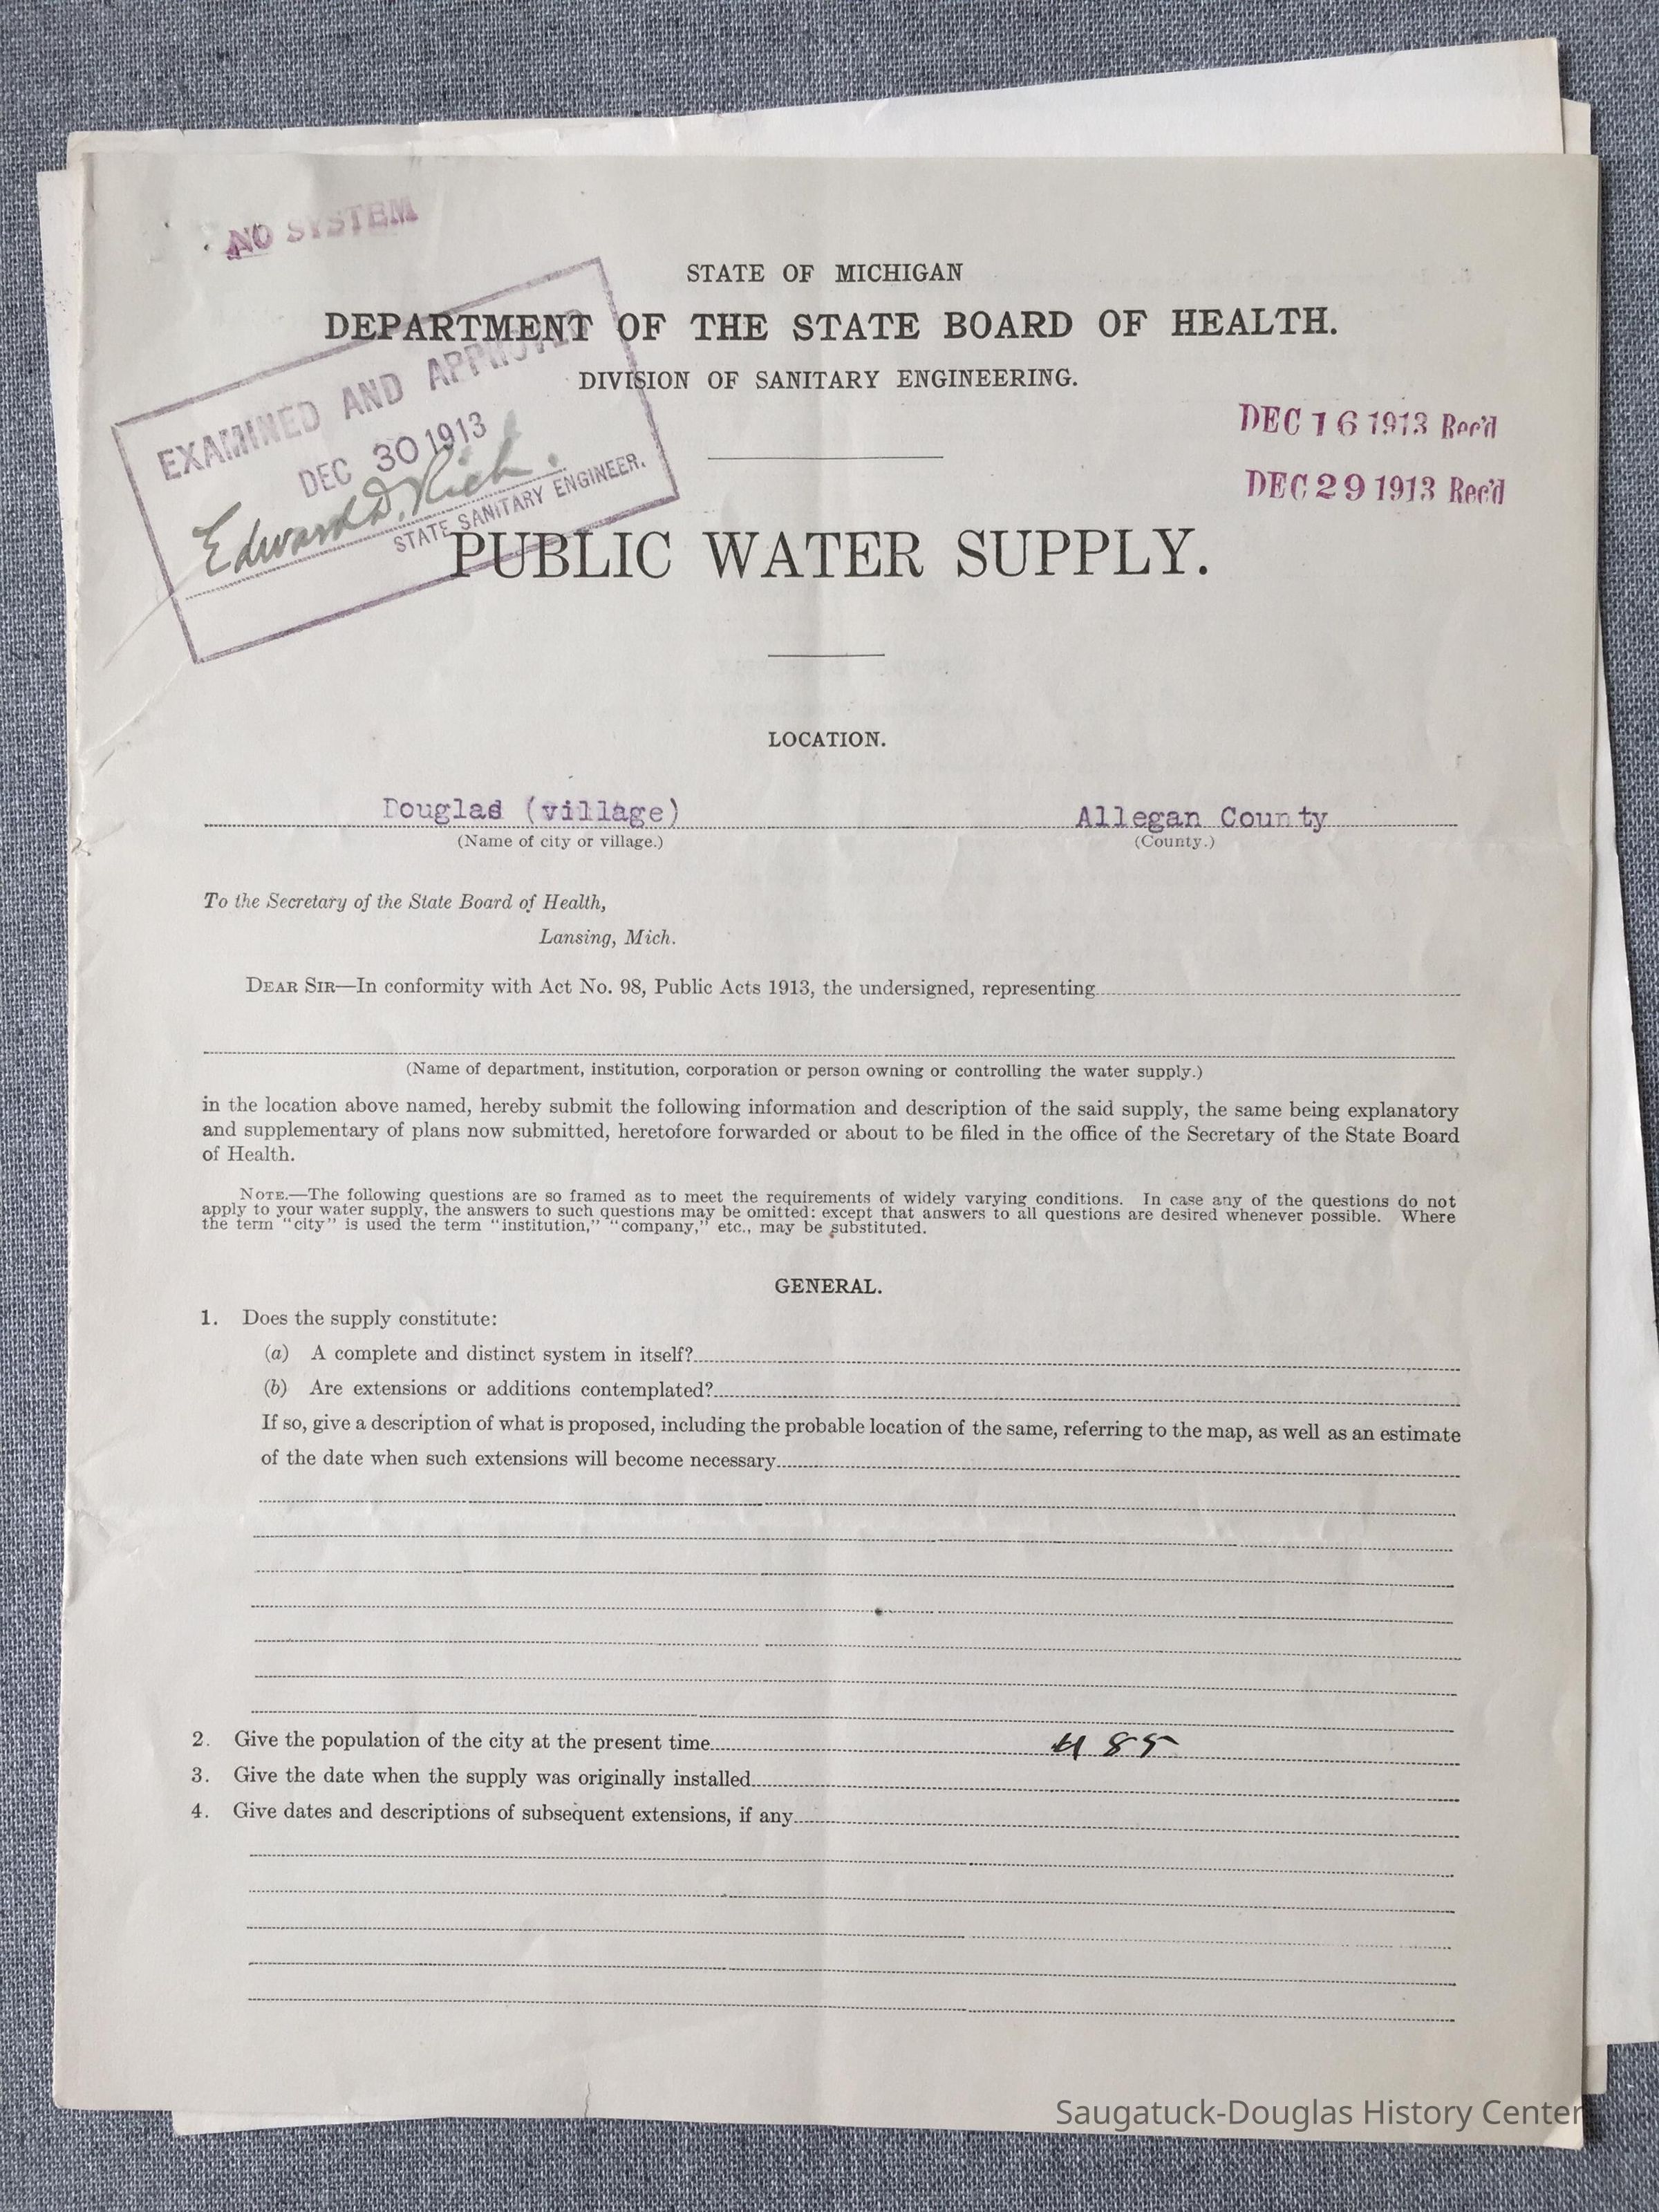 NO SYSTEM
STATE OF MICHIGAN
DEPARTMENT OF THE STATE BOARD OF HEALTH.
DIVISION OF SANITARY ENGINEERING.
EXAMINED AND APPROVED
DEC 30 1913
Edward D. Rich.
STATE SANITARY ENGINEER.
DEC 16 1913 Rec'd
DEC 29 1913 Rec'd
PUBLIC WATER SUPPLY.
LOCATION.
Douglas (village) Allegan County
(Name of city or village.) (County.)
To the Secretary of the State Board of Health,
Lansing, Mich.
DEAR SIR—In conformity with Act No. 98, Public Acts 1913, the undersigned, representing
(Name of department, institution, corporation or person owning or controlling the water supply.)
in the location above named, hereby submit the following information and description of the said supply, the same being explanatory
and supplementary of plans now submitted, heretofore forwarded or about to be filed in the office of the Secretary of the State Board
of Health.
NOTE.—The following questions are so framed as to meet the requirements of widely varying conditions. In case any of the questions do not
apply to your water supply, the answers to such questions may be omitted: except that answers to all questions are desired whenever possible. Where
the term "city" is used the term "institution," "company," etc., may be substituted.
GENERAL.
1. Does the supply constitute:
(a) A complete and distinct system in itself?
(b) Are extensions or additions contemplated?
If so, give a description of what is proposed, including the probable location of the same, referring to the map, as well as an estimate
of the date when such extensions will become necessary
2. Give the population of the city at the present time 485
3. Give the date when the supply was originally installed
4. Give dates and descriptions of subsequent extensions, if any
Saugatuck-Douglas History Center